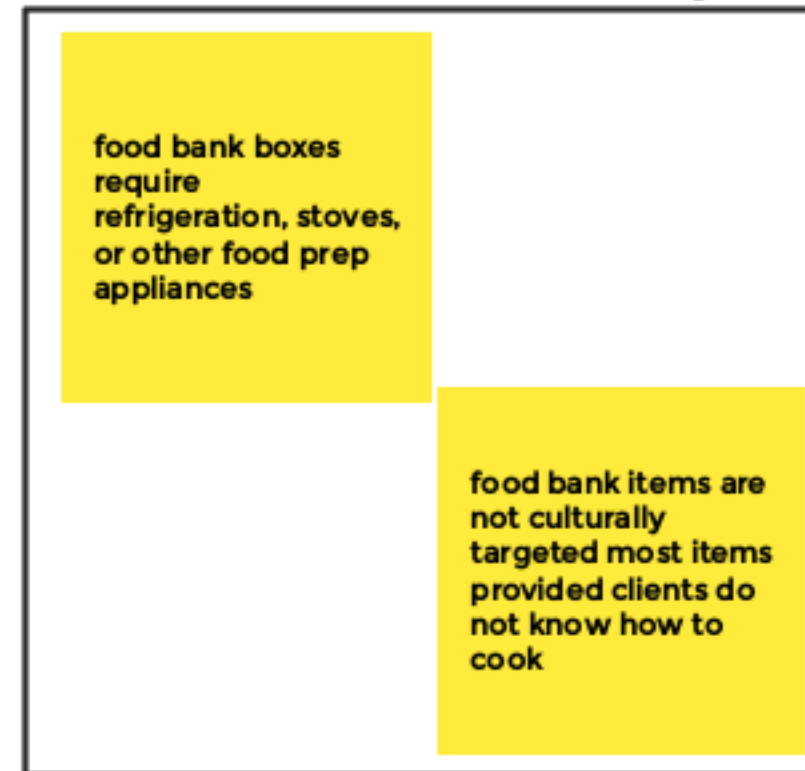 food bank boxes
require
refrigeration, stoves,
or other food prep
appliances
food bank items are
not culturally
targeted most items
provided clients do
not know how to
cook